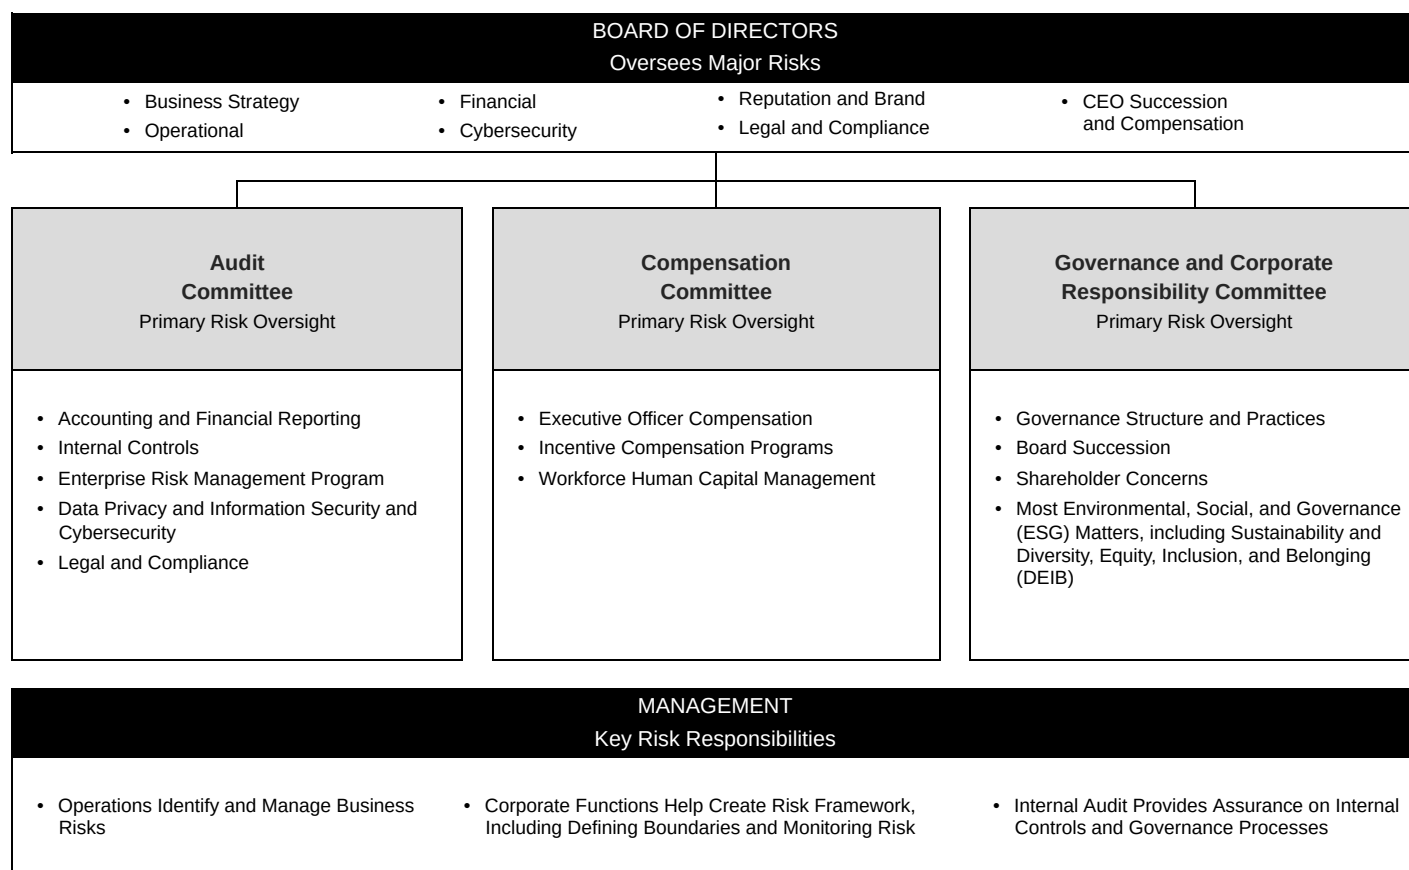 BOARD OF DIRECTORS
Oversees Major Risks
• Business Strategy
• Operational
• Financial
• Cybersecurity
• Reputation and Brand
• Legal and Compliance
• CEO Succession
and Compensation
Audit
Committee
Primary Risk Oversight
• Accounting and Financial Reporting
• Internal Controls
• Enterprise Risk Management Program
• Data Privacy and Information Security and
Cybersecurity
• Legal and Compliance
Compensation
Committee
Primary Risk Oversight
• Executive Officer Compensation
• Incentive Compensation Programs
• Workforce Human Capital Management
Governance and Corporate
Responsibility Committee
Primary Risk Oversight
• Governance Structure and Practices
• Board Succession
• Shareholder Concerns
• Most Environmental, Social, and Governance
(ESG) Matters, including Sustainability and
Diversity, Equity, Inclusion, and Belonging
(DEIB)
MANAGEMENT
Key Risk Responsibilities
• Operations Identify and Manage Business
Risks
• Corporate Functions Help Create Risk Framework,
Including Defining Boundaries and Monitoring Risk
• Internal Audit Provides Assurance on Internal
Controls and Governance Processes